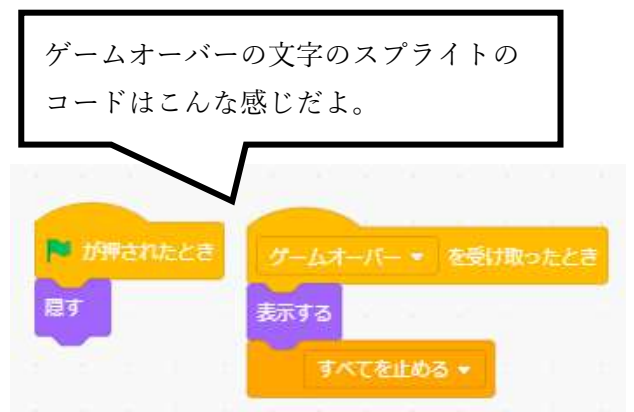 ゲームオーバーの文字のスプライトの
コードはこんな感じだよ。
が押されたとき
隠す
ゲームオーバー を受け取ったとき
表示する
すべてを止める